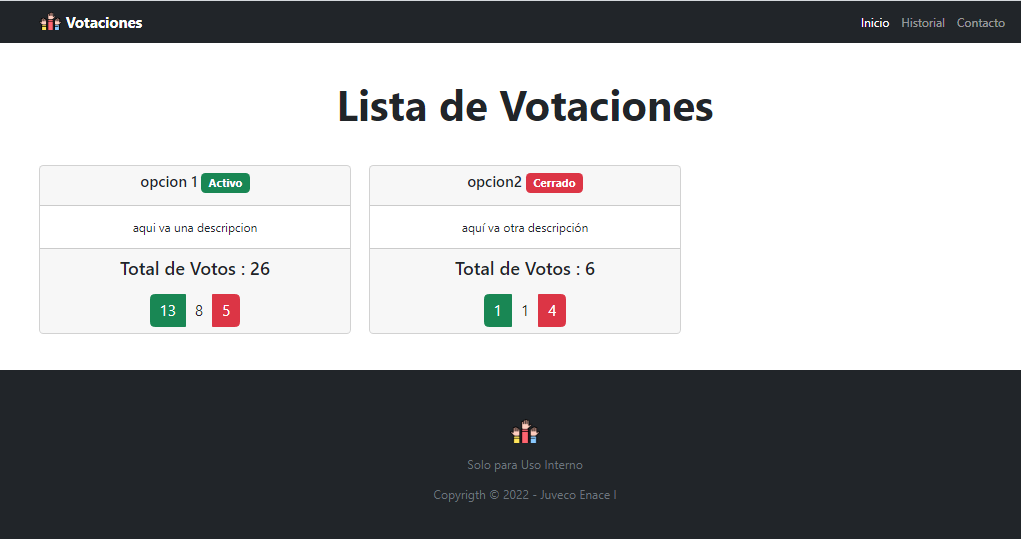 Votaciones
Inicio Historial Contacto
Lista de Votaciones
opcion 1 Activo
aqui va una descripcion
Total de Votos : 26
13 8 5
opcion2 Cerrado
aquí va otra descripción
Total de Votos : 6
1 1 4
Solo para Uso Interno
Copyrigth © 2022 - Juveco Enace I